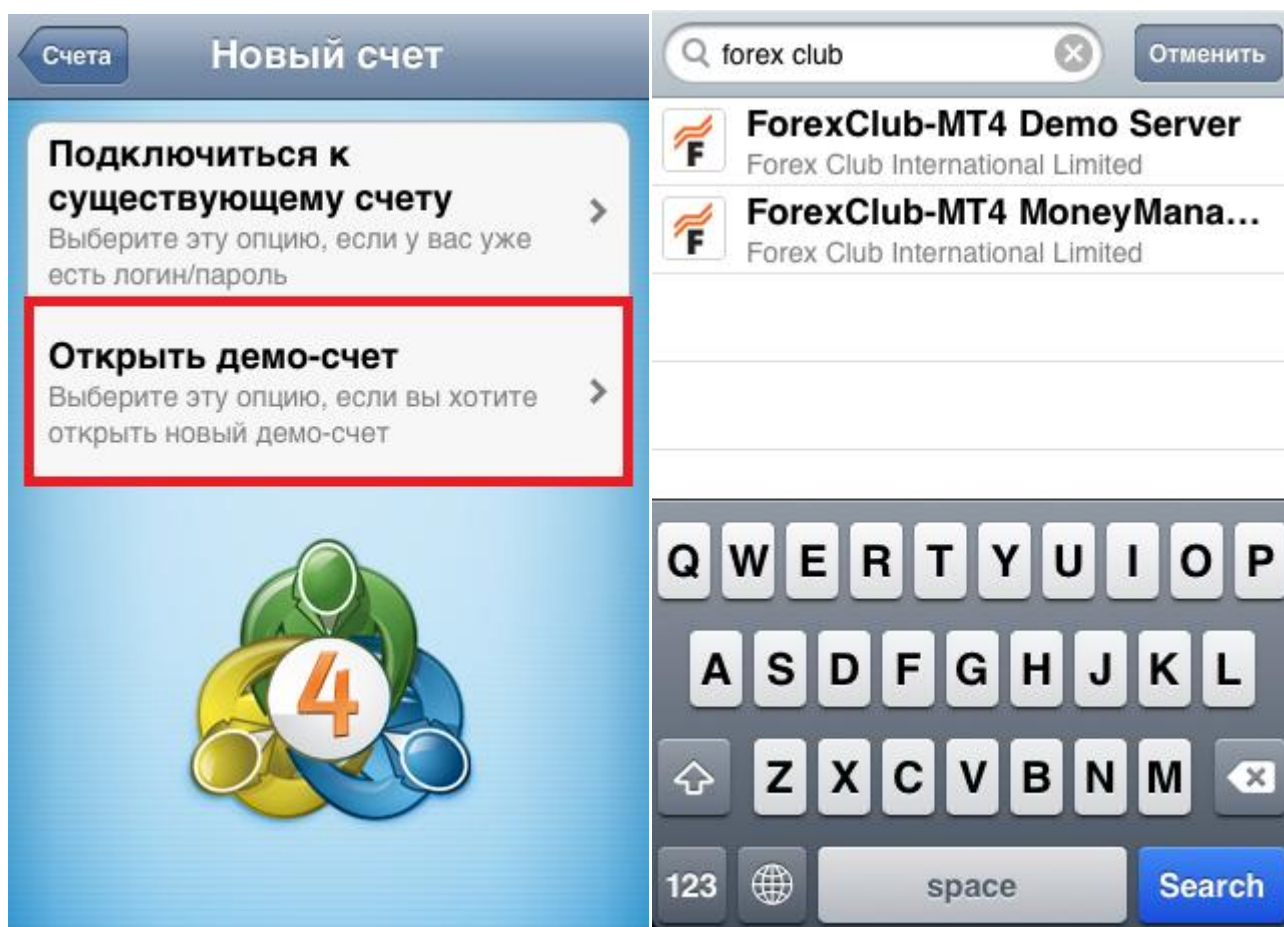 Счета
Новый счет
Подключиться к
существующему счету
Выберите эту опцию, если у вас уже
есть логин/пароль
Открыть демо-счет
Выберите эту опцию, если вы хотите
открыть новый демо-счет
4
forex club
Отменить
F
ForexClub-MT4 Demo Server
Forex Club International Limited
F
ForexClub-MT4 MoneyMana...
Forex Club International Limited
Q W E R T Y U I O P
A S D F G H J K L
Z X C V B N M
123 space Search